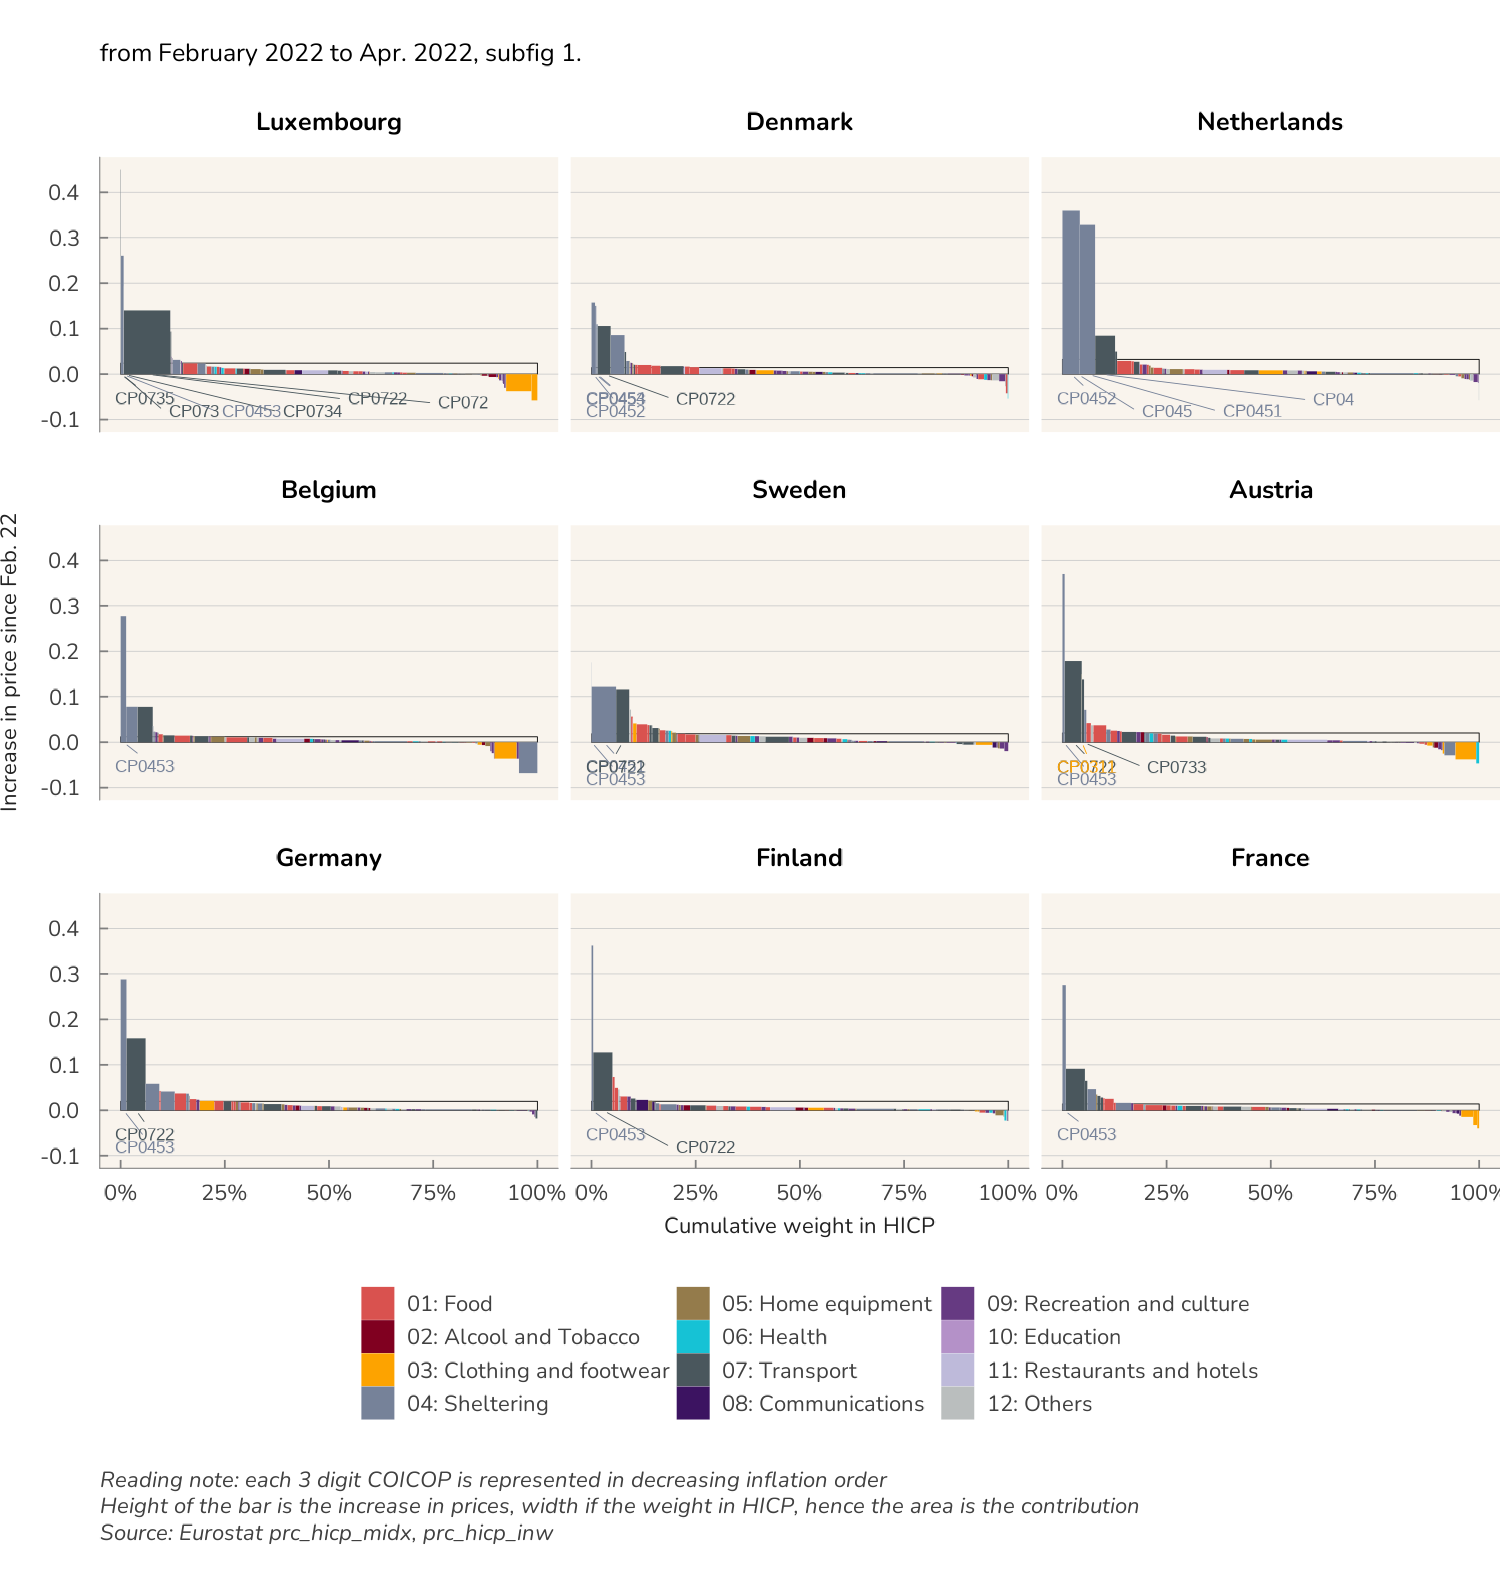 from February 2022 to Apr. 2022, subfig 1.
Luxembourg
Denmark
Netherlands
0.4
0.3
0.2
0.1
0.0
-0.1
CP0735
CP073
CP0453
CP0734
CP0722
CP072
CP0454
CP0453
CP0452
CP0722
CP0452
CP045
CP0451
CP04
Belgium
Sweden
Austria
Increase in price since Feb. 22
0.4
0.3
0.2
0.1
0.0
-0.1
CP0453
CP0722
CP0453
CP0722
CP0453
CP0733
Germany
Finland
France
0.4
0.3
0.2
0.1
0.0
-0.1
CP0722
CP0453
CP0453
CP0722
CP0453
0% 25% 50% 75% 100%
0% 25% 50% 75% 100%
0% 25% 50% 75% 100%
Cumulative weight in HICP
01: Food
02: Alcool and Tobacco
03: Clothing and footwear
04: Sheltering
05: Home equipment
06: Health
07: Transport
08: Communications
09: Recreation and culture
10: Education
11: Restaurants and hotels
12: Others
Reading note: each 3 digit COICOP is represented in decreasing inflation order
Height of the bar is the increase in prices, width if the weight in HICP, hence the area is the contribution
Source: Eurostat prc_hicp_midx, prc_hicp_inw